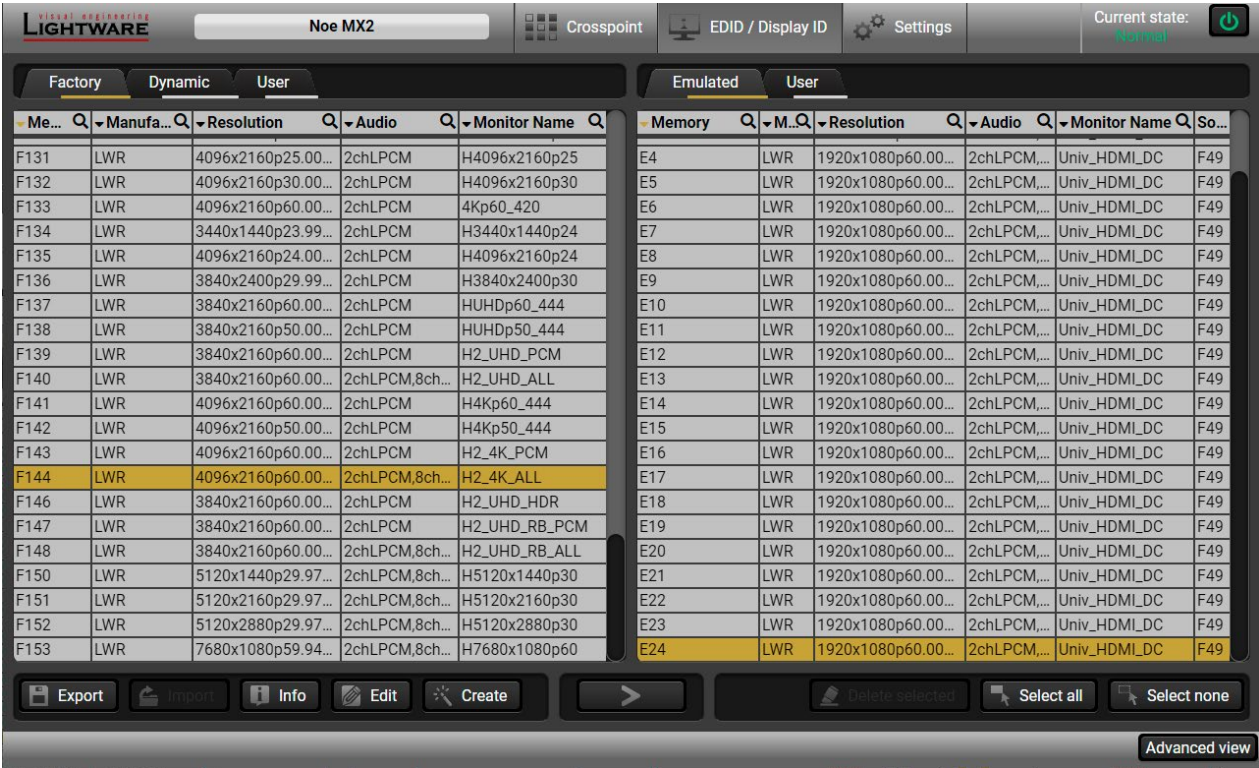 visual engineering
LIGHTWARE
Noe MX2
Crosspoint
EDID / Display ID
Settings
Current state:
Normal
Factory Dynamic User
Me... Manufa... Resolution Audio Monitor Name
F131 LWR 4096x2160p25.00... 2chLPCM H4096x2160p25
F132 LWR 4096x2160p30.00... 2chLPCM H4096x2160p30
F133 LWR 4096x2160p60.00... 2chLPCM 4Kp60_420
F134 LWR 3440x1440p23.99... 2chLPCM H3440x1440p24
F135 LWR 4096x2160p24.00... 2chLPCM H4096x2160p24
F136 LWR 3840x2400p29.99... 2chLPCM H3840x2400p30
F137 LWR 3840x2160p60.00... 2chLPCM HUHDp60_444
F138 LWR 3840x2160p50.00... 2chLPCM HUHDp50_444
F139 LWR 3840x2160p60.00... 2chLPCM H2_UHD_PCM
F140 LWR 3840x2160p60.00... 2chLPCM,8ch... H2_UHD_ALL
F141 LWR 4096x2160p60.00... 2chLPCM H4Kp60_444
F142 LWR 4096x2160p50.00... 2chLPCM H4Kp50_444
F143 LWR 4096x2160p60.00... 2chLPCM H2_4K_PCM
F144 LWR 4096x2160p60.00... 2chLPCM,8ch... H2_4K_ALL
F146 LWR 3840x2160p60.00... 2chLPCM H2_UHD_HDR
F147 LWR 3840x2160p60.00... 2chLPCM H2_UHD_RB_PCM
F148 LWR 3840x2160p60.00... 2chLPCM,8ch... H2_UHD_RB_ALL
F150 LWR 5120x1440p29.97... 2chLPCM,8ch... H5120x1440p30
F151 LWR 5120x2160p29.97... 2chLPCM,8ch... H5120x2160p30
F152 LWR 5120x2880p29.97... 2chLPCM,8ch... H5120x2880p30
F153 LWR 7680x1080p59.94... 2chLPCM,8ch... H7680x1080p60
Emulated User
Memory M... Resolution Audio Monitor Name So...
E4 LWR 1920x1080p60.00... 2chLPCM,... Univ_HDMI_DC F49
E5 LWR 1920x1080p60.00... 2chLPCM,... Univ_HDMI_DC F49
E6 LWR 1920x1080p60.00... 2chLPCM,... Univ_HDMI_DC F49
E7 LWR 1920x1080p60.00... 2chLPCM,... Univ_HDMI_DC F49
E8 LWR 1920x1080p60.00... 2chLPCM,... Univ_HDMI_DC F49
E9 LWR 1920x1080p60.00... 2chLPCM,... Univ_HDMI_DC F49
E10 LWR 1920x1080p60.00... 2chLPCM,... Univ_HDMI_DC F49
E11 LWR 1920x1080p60.00... 2chLPCM,... Univ_HDMI_DC F49
E12 LWR 1920x1080p60.00... 2chLPCM,... Univ_HDMI_DC F49
E13 LWR 1920x1080p60.00... 2chLPCM,... Univ_HDMI_DC F49
E14 LWR 1920x1080p60.00... 2chLPCM,... Univ_HDMI_DC F49
E15 LWR 1920x1080p60.00... 2chLPCM,... Univ_HDMI_DC F49
E16 LWR 1920x1080p60.00... 2chLPCM,... Univ_HDMI_DC F49
E17 LWR 1920x1080p60.00... 2chLPCM,... Univ_HDMI_DC F49
E18 LWR 1920x1080p60.00... 2chLPCM,... Univ_HDMI_DC F49
E19 LWR 1920x1080p60.00... 2chLPCM,... Univ_HDMI_DC F49
E20 LWR 1920x1080p60.00... 2chLPCM,... Univ_HDMI_DC F49
E21 LWR 1920x1080p60.00... 2chLPCM,... Univ_HDMI_DC F49
E22 LWR 1920x1080p60.00... 2chLPCM,... Univ_HDMI_DC F49
E23 LWR 1920x1080p60.00... 2chLPCM,... Univ_HDMI_DC F49
E24 LWR 1920x1080p60.00... 2chLPCM,... Univ_HDMI_DC F49
Export Import Info Edit Create > Delete selected Select all Select none
Advanced view